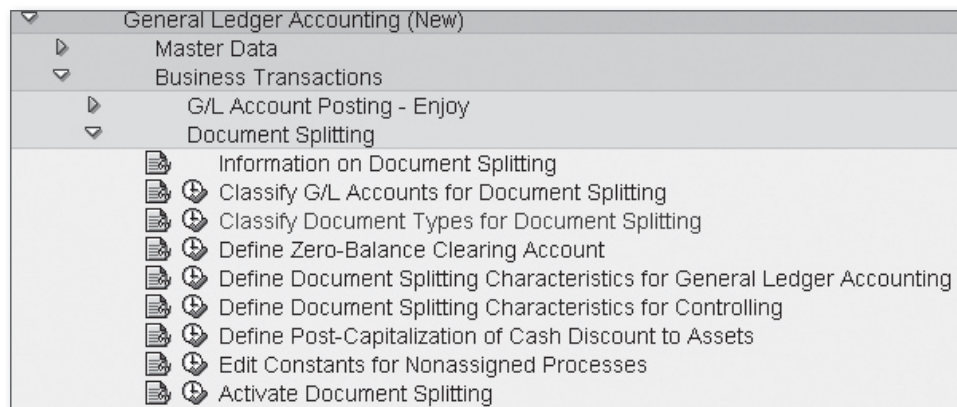 General Ledger Accounting (New)
Master Data
Business Transactions
G/L Account Posting - Enjoy
Document Splitting
Information on Document Splitting
Classify G/L Accounts for Document Splitting
Classify Document Types for Document Splitting
Define Zero-Balance Clearing Account
Define Document Splitting Characteristics for General Ledger Accounting
Define Document Splitting Characteristics for Controlling
Define Post-Capitalization of Cash Discount to Assets
Edit Constants for Nonassigned Processes
Activate Document Splitting